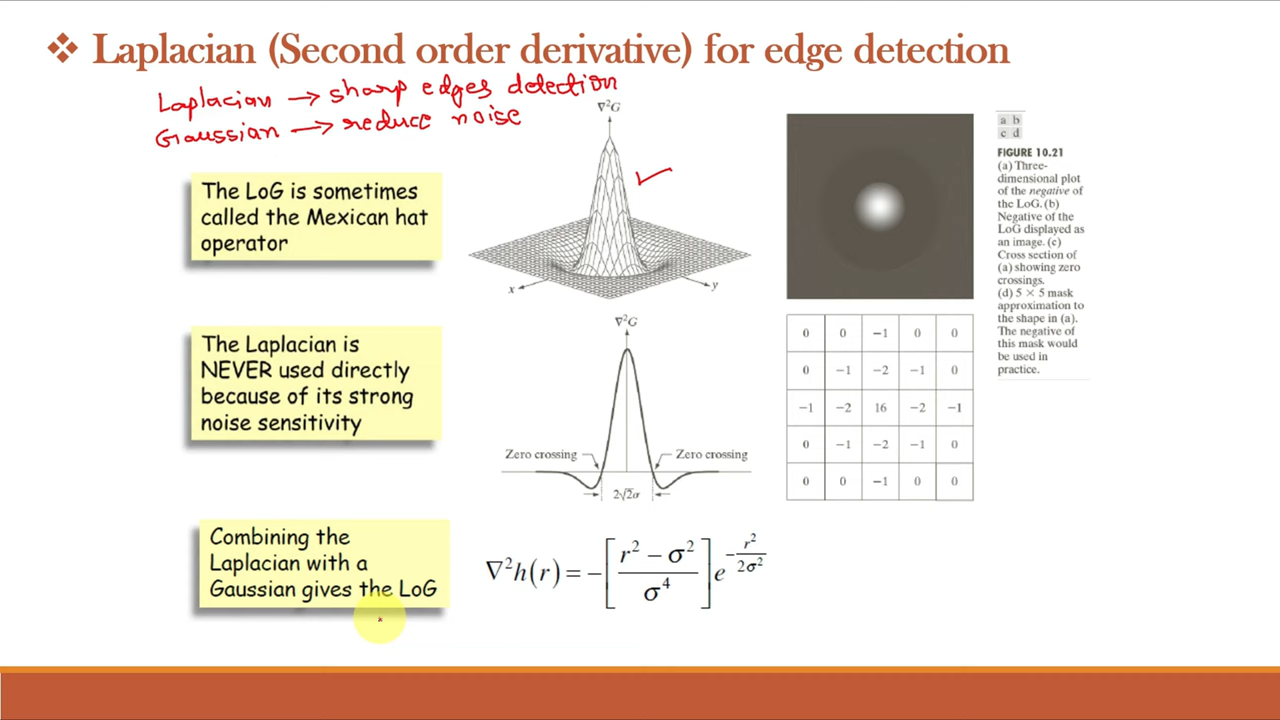 ❖ Laplacian (Second order derivative) for edge detection
Laplacian → sharp edges detection
Gaussian → reduce noise
The LoG is sometimes
called the Mexican hat
operator
The Laplacian is
NEVER used directly
because of its strong
noise sensitivity
Combining the
Laplacian with a
Gaussian gives the LoG
∇²G
x
y
∇²G
Zero crossing
Zero crossing
2√2σ
∇²h(r) = −[(r² − σ²)/σ⁴]e^(−r²/2σ²)
0 0 −1 0 0
0 −1 −2 −1 0
−1 −2 16 −2 −1
0 −1 −2 −1 0
0 0 −1 0 0
a b
c d
FIGURE 10.21
(a) Three-
dimensional plot
of the negative of
the LoG. (b)
Negative of the
LoG displayed as
an image. (c)
Cross section of
(a) showing zero
crossings.
(d) 5 × 5 mask
approximation to
the shape in (a).
The negative of
this mask would
be used in
practice.